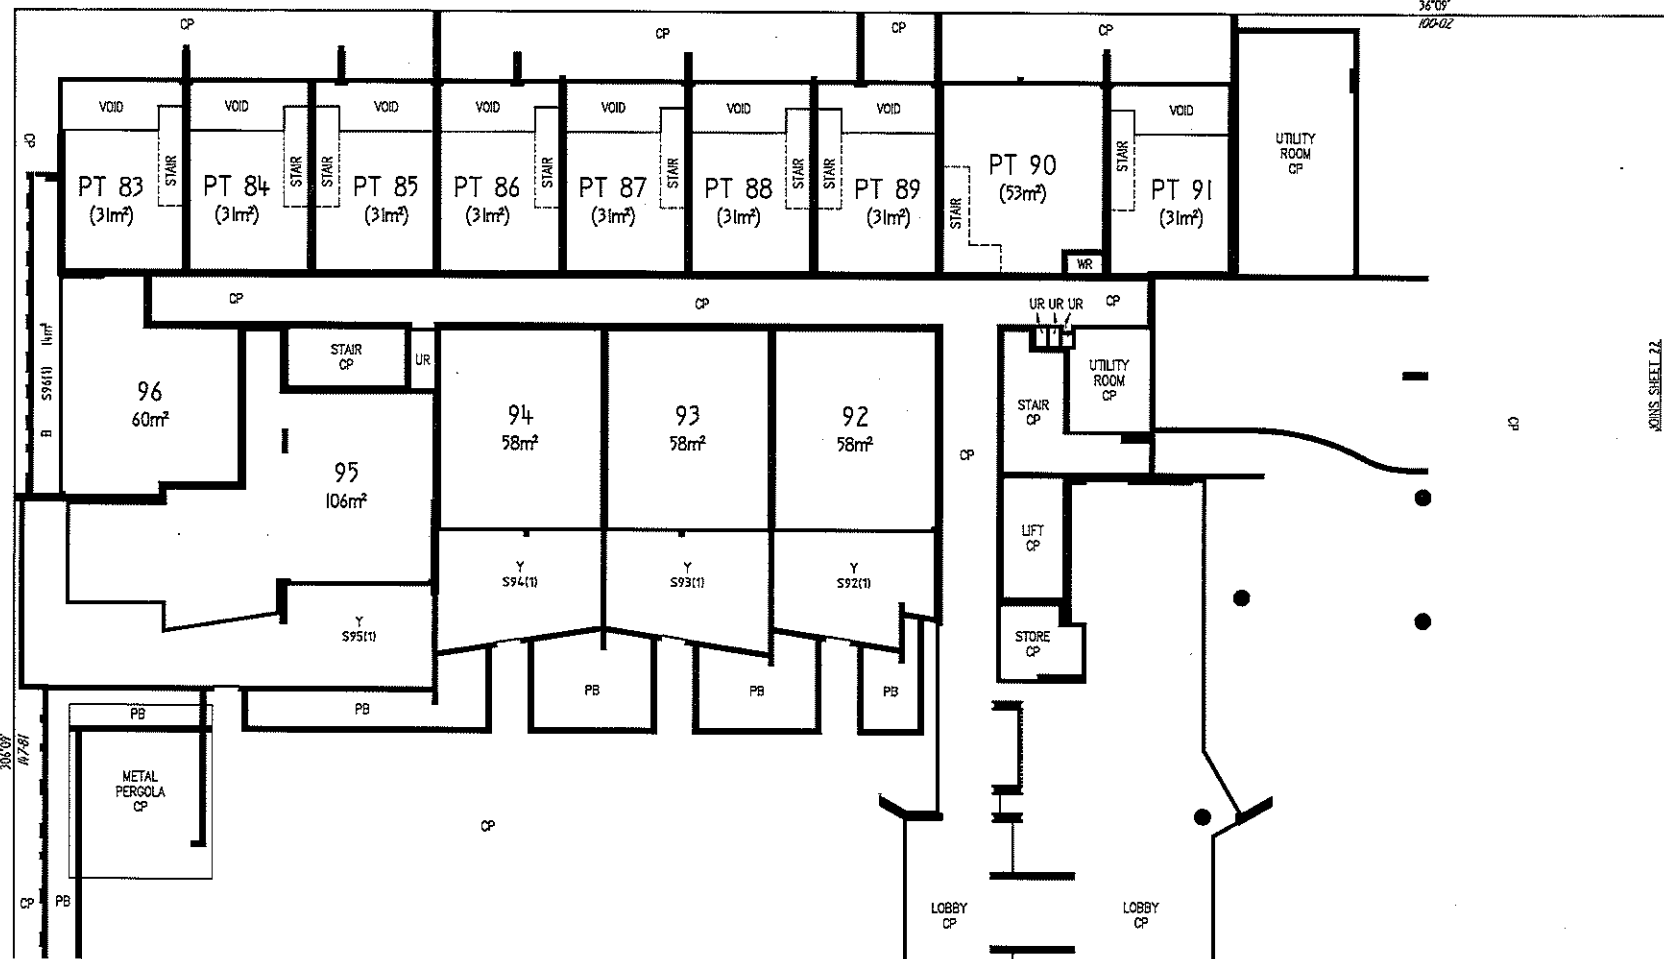 36°09'
100-02
CP
CP
CP
CP
VOID
VOID
VOID
VOID
VOID
VOID
VOID
VOID
CP
UTILITY
ROOM
CP
STAIR
STAIR
STAIR
STAIR
STAIR
STAIR
STAIR
STAIR
STAIR
PT 83
(31m²)
PT 84
(31m²)
PT 85
(31m²)
PT 86
(31m²)
PT 87
(31m²)
PT 88
(31m²)
PT 89
(31m²)
PT 90
(53m²)
PT 91
(31m²)
WR
CP
CP
UR UR UR
CP
B S96(1) 14m²
96
60m²
STAIR
CP
UR
95
106m²
94
58m²
93
58m²
92
58m²
CP
STAIR
CP
UTILITY
ROOM
CP
CP
JOINS SHEET 22
LIFT
CP
Y
S94(1)
Y
S93(1)
Y
S92(1)
Y
S95(1)
STORE
CP
PB
PB
PB
PB
PB
306°09'
147-81
METAL
PERGOLA
CP
CP
CP
PB
LOBBY
CP
LOBBY
CP